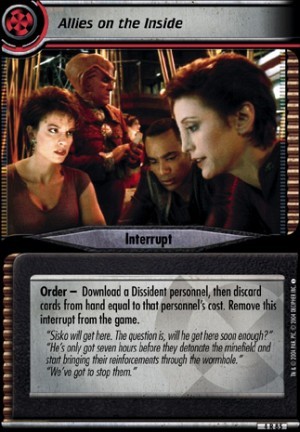 Allies on the Inside
Interrupt
Order – Download a Dissident personnel, then discard
cards from hand equal to that personnel's cost. Remove this
interrupt from the game.
"Sisko will get here. The question is, will he get here soon enough?"
"He's only got seven hours before they detonate the minefield and
start bringing their reinforcements through the wormhole."
"We've got to stop them."